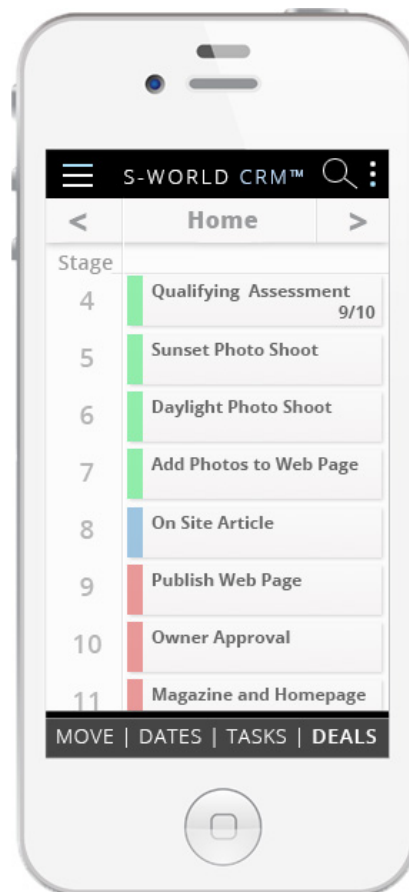 S-WORLD CRM™
< Home >
Stage
4 Qualifying Assessment
9/10
5 Sunset Photo Shoot
6 Daylight Photo Shoot
7 Add Photos to Web Page
8 On Site Article
9 Publish Web Page
10 Owner Approval
11 Magazine and Homepage
MOVE | DATES | TASKS | DEALS